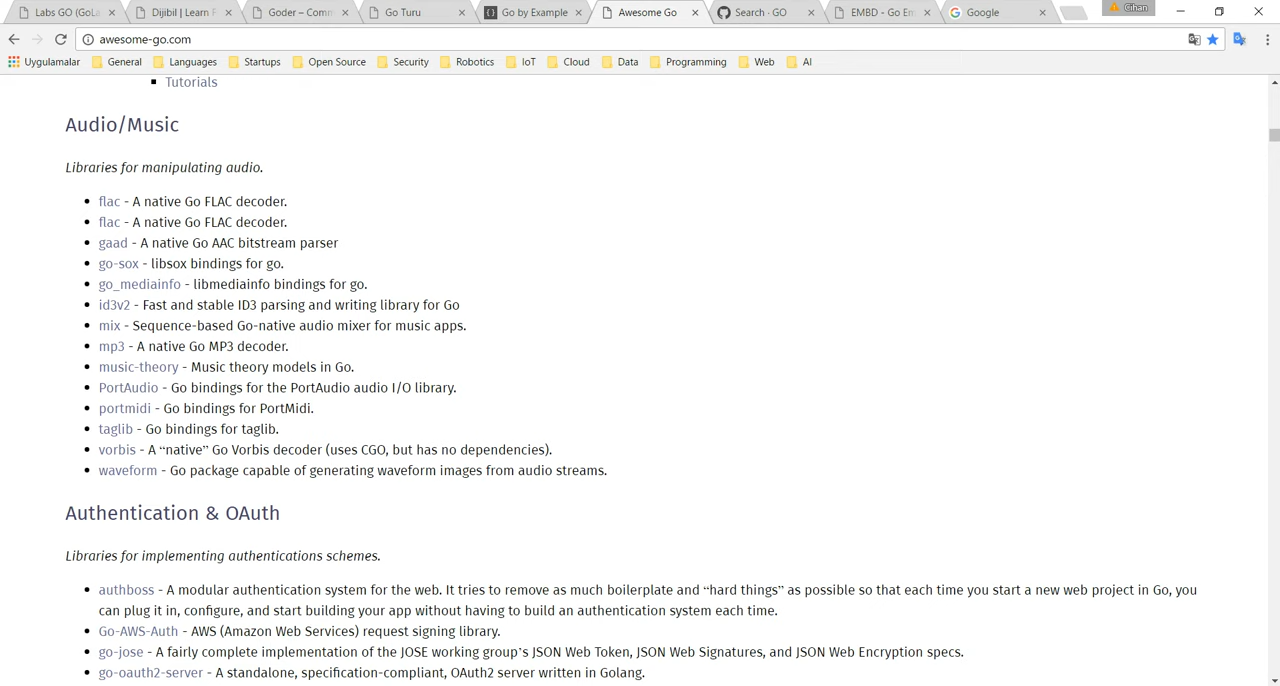 Labs GO (GoLa
Dijibil | Learn F
Goder – Comm
Go Turu
Go by Example
Awesome Go
Search · GO
EMBD - Go Em
Google
Cihan
awesome-go.com
Uygulamalar General Languages Startups Open Source Security Robotics IoT Cloud Data Programming Web AI
Tutorials
Audio/Music
Libraries for manipulating audio.
flac - A native Go FLAC decoder.
flac - A native Go FLAC decoder.
gaad - A native Go AAC bitstream parser
go-sox - libsox bindings for go.
go_mediainfo - libmediainfo bindings for go.
id3v2 - Fast and stable ID3 parsing and writing library for Go
mix - Sequence-based Go-native audio mixer for music apps.
mp3 - A native Go MP3 decoder.
music-theory - Music theory models in Go.
PortAudio - Go bindings for the PortAudio audio I/O library.
portmidi - Go bindings for PortMidi.
taglib - Go bindings for taglib.
vorbis - A “native” Go Vorbis decoder (uses CGO, but has no dependencies).
waveform - Go package capable of generating waveform images from audio streams.
Authentication & OAuth
Libraries for implementing authentications schemes.
authboss - A modular authentication system for the web. It tries to remove as much boilerplate and “hard things” as possible so that each time you start a new web project in Go, you
can plug it in, configure, and start building your app without having to build an authentication system each time.
Go-AWS-Auth - AWS (Amazon Web Services) request signing library.
go-jose - A fairly complete implementation of the JOSE working group’s JSON Web Token, JSON Web Signatures, and JSON Web Encryption specs.
go-oauth2-server - A standalone, specification-compliant, OAuth2 server written in Golang.